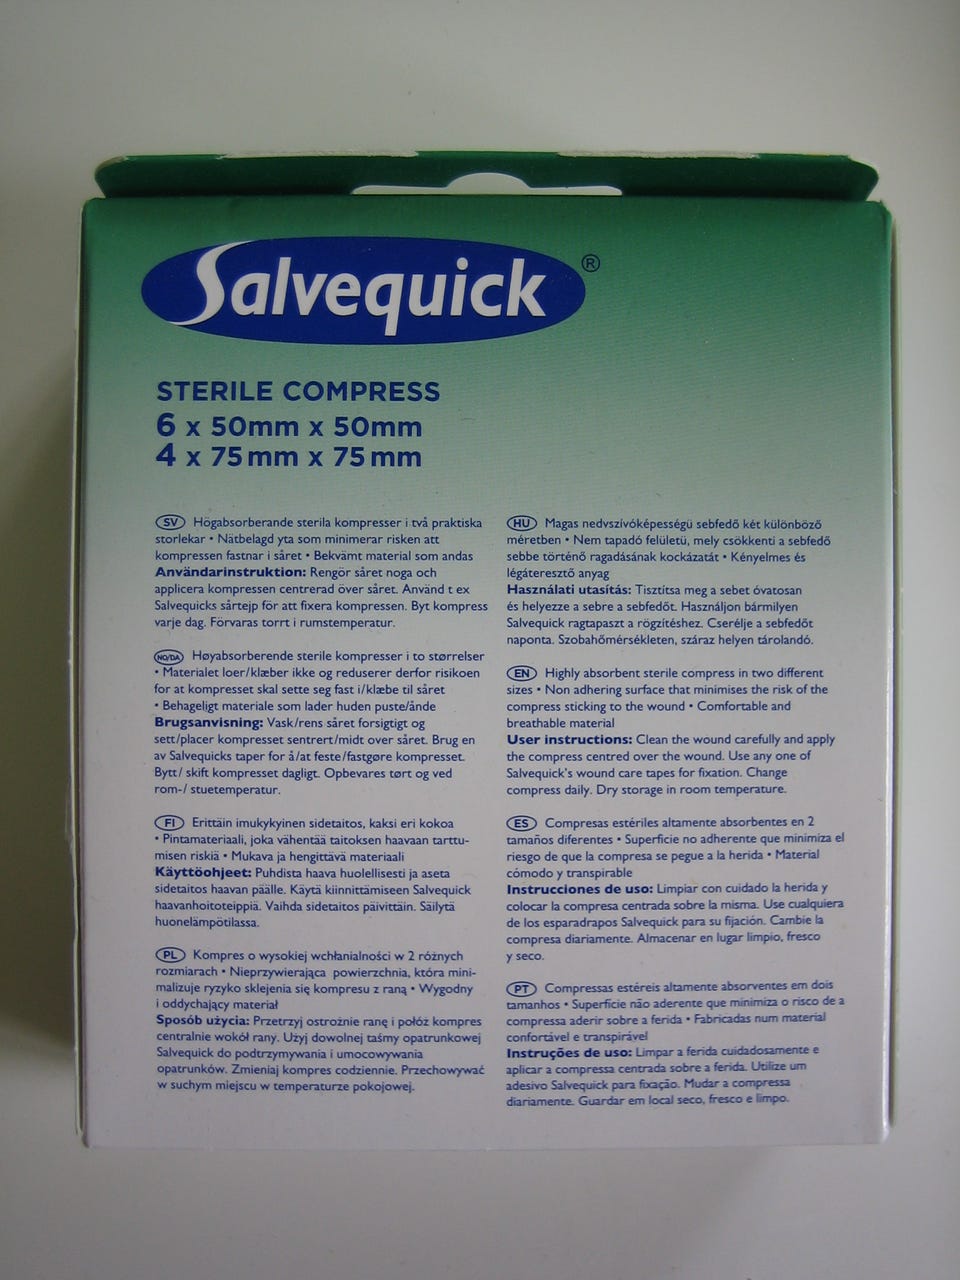 Salvequick®
STERILE COMPRESS
6 x 50mm x 50mm
4 x 75mm x 75mm
SV Högabsorberande sterila kompresser i två praktiska
storlekar • Nätbelagd yta som minimerar risken att
kompressen fastnar i såret • Bekvämt material som andas
Användarinstruktion: Rengör såret noga och
applicera kompressen centrerad över såret. Använd t ex
Salvequicks sårtejp för att fixera kompressen. Byt kompress
varje dag. Förvaras torrt i rumstemperatur.
NO/DA Høyabsorberende sterile kompresser i to størrelser
• Materialet loer/klæber ikke og reduserer derfor risikoen
for at kompresset skal sette seg fast i/klæbe til såret
• Behageligt materiale som lader huden puste/ånde
Brugsanvisning: Vask/rens såret forsigtigt og
sett/placer kompresset sentrert/midt over såret. Brug en
av Salvequicks taper for å/at feste/fastgøre kompresset.
Bytt/ skift kompresset dagligt. Opbevares tørt og ved
rom-/ stuetemperatur.
FI Erittäin imukykyinen sidetaitos, kaksi eri kokoa
• Pintamateriaali, joka vähentää taitoksen haavaan tarttu-
misen riskiä • Mukava ja hengittävä materiaali
Käyttöohjeet: Puhdista haava huolellisesti ja aseta
sidetaitos haavan päälle. Käytä kiinnittämiseen Salvequick
haavanhoitoteippiä. Vaihda sidetaitos päivittäin. Säilytä
huonelämpötilassa.
PL Kompres o wysokiej wchłanialności w 2 różnych
rozmiarach • Nieprzywierająca powierzchnia, która mini-
malizuje ryzyko sklejenia się kompresu z raną • Wygodny
i oddychający materiał
Sposób użycia: Przetrzyj ostrożnie ranę i połóż kompres
centralnie wokół rany. Użyj dowolnej taśmy opatrunkowej
Salvequick do podtrzymywania i umocowywania
opatrunków. Zmieniaj kompres codziennie. Przechowywać
w suchym miejscu w temperaturze pokojowej.
HU Magas nedvszívóképességü sebfedő két különböző
méretben • Nem tapadó felületü, mely csökkenti a sebfedő
sebbe történő ragadásának kockázatát • Kényelmes és
légáteresztő anyag
Használati utasítás: Tisztítsa meg a sebet óvatosan
és helyezze a sebre a sebfedőt. Használjon bármilyen
Salvequick ragtapaszt a rögzítéshez. Cserélje a sebfedőt
naponta. Szobahőmérsékleten, száraz helyen tárolandó.
EN Highly absorbent sterile compress in two different
sizes • Non adhering surface that minimises the risk of the
compress sticking to the wound • Comfortable and
breathable material
User instructions: Clean the wound carefully and apply
the compress centred over the wound. Use any one of
Salvequick's wound care tapes for fixation. Change
compress daily. Dry storage in room temperature.
ES Compresas estériles altamente absorbentes en 2
tamaños diferentes • Superficie no adherente que minimiza el
riesgo de que la compresa se pegue a la herida • Material
cómodo y transpirable
Instrucciones de uso: Limpiar con cuidado la herida y
colocar la compresa centrada sobre la misma. Use cualquiera
de los esparadrapos Salvequick para su fijación. Cambie la
compresa diariamente. Almacenar en lugar limpio, fresco
y seco.
PT Compressas estéreis altamente absorventes em dois
tamanhos • Superfície não aderente que minimiza o risco de a
compressa aderir sobre a ferida • Fabricadas num material
confortável e transpirável
Instruções de uso: Limpar a ferida cuidadosamente e
aplicar a compressa centrada sobre a ferida. Utilize um
adesivo Salvequick para fixação. Mudar a compressa
diariamente. Guardar em local seco, fresco e limpo.